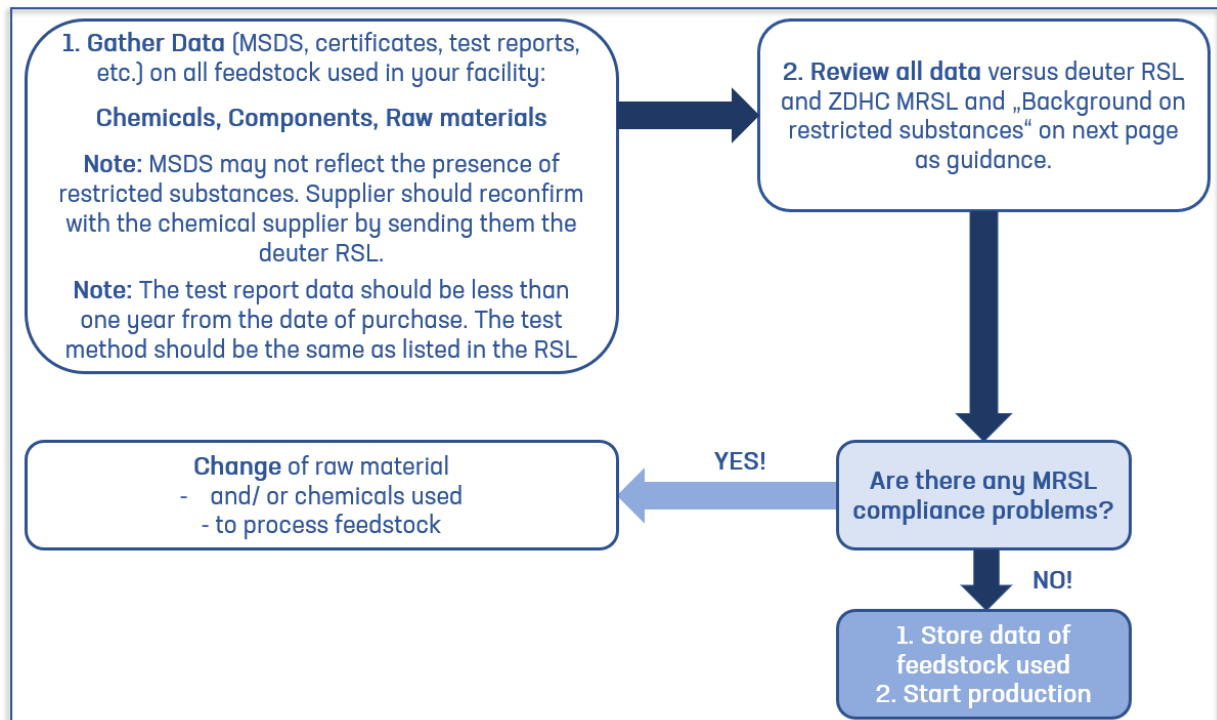 1. Gather Data (MSDS, certificates, test reports,
etc.) on all feedstock used in your facility:
Chemicals, Components, Raw materials
Note: MSDS may not reflect the presence of
restricted substances. Supplier should reconfirm
with the chemical supplier by sending them the
deuter RSL.
Note: The test report data should be less than
one year from the date of purchase. The test
method should be the same as listed in the RSL
2. Review all data versus deuter RSL
and ZDHC MRSL and „Background on
restricted substances“ on next page
as guidance.
Are there any MRSL
compliance problems?
YES!
Change of raw material
- and/ or chemicals used
- to process feedstock
NO!
1. Store data of
feedstock used
2. Start production